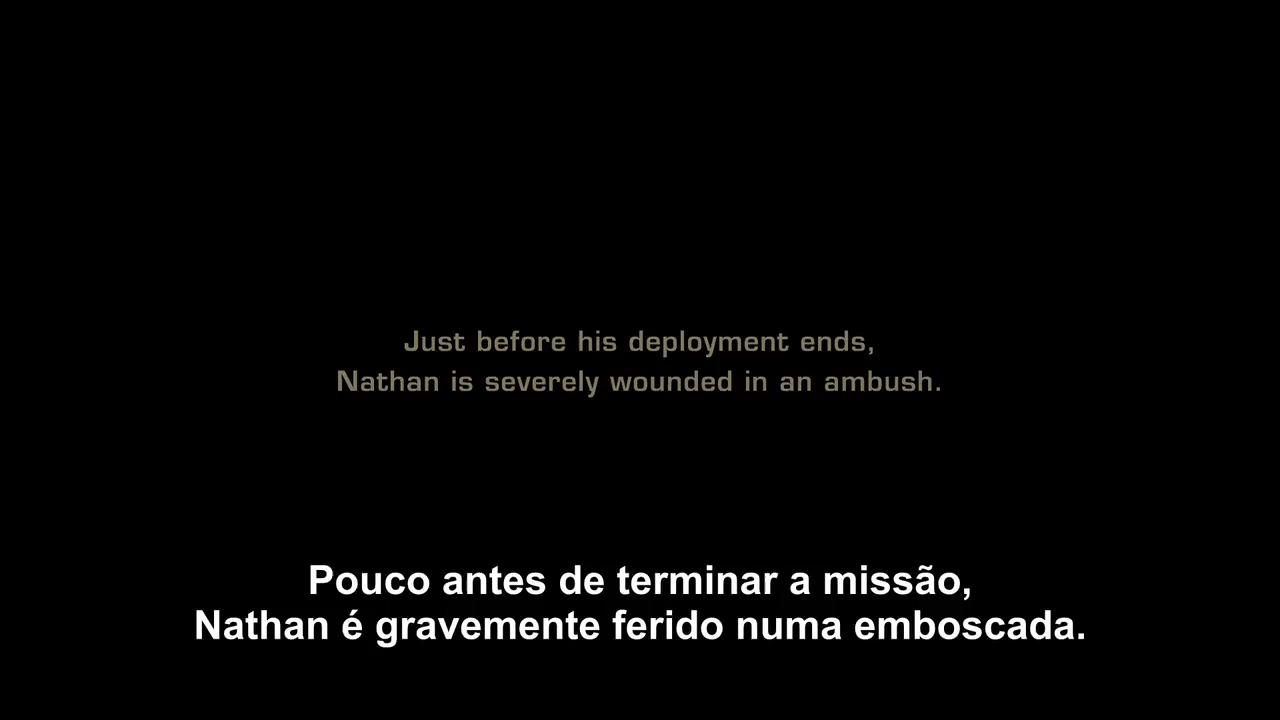 Just before his deployment ends,
Nathan is severely wounded in an ambush.
Pouco antes de terminar a missão,
Nathan é gravemente ferido numa emboscada.